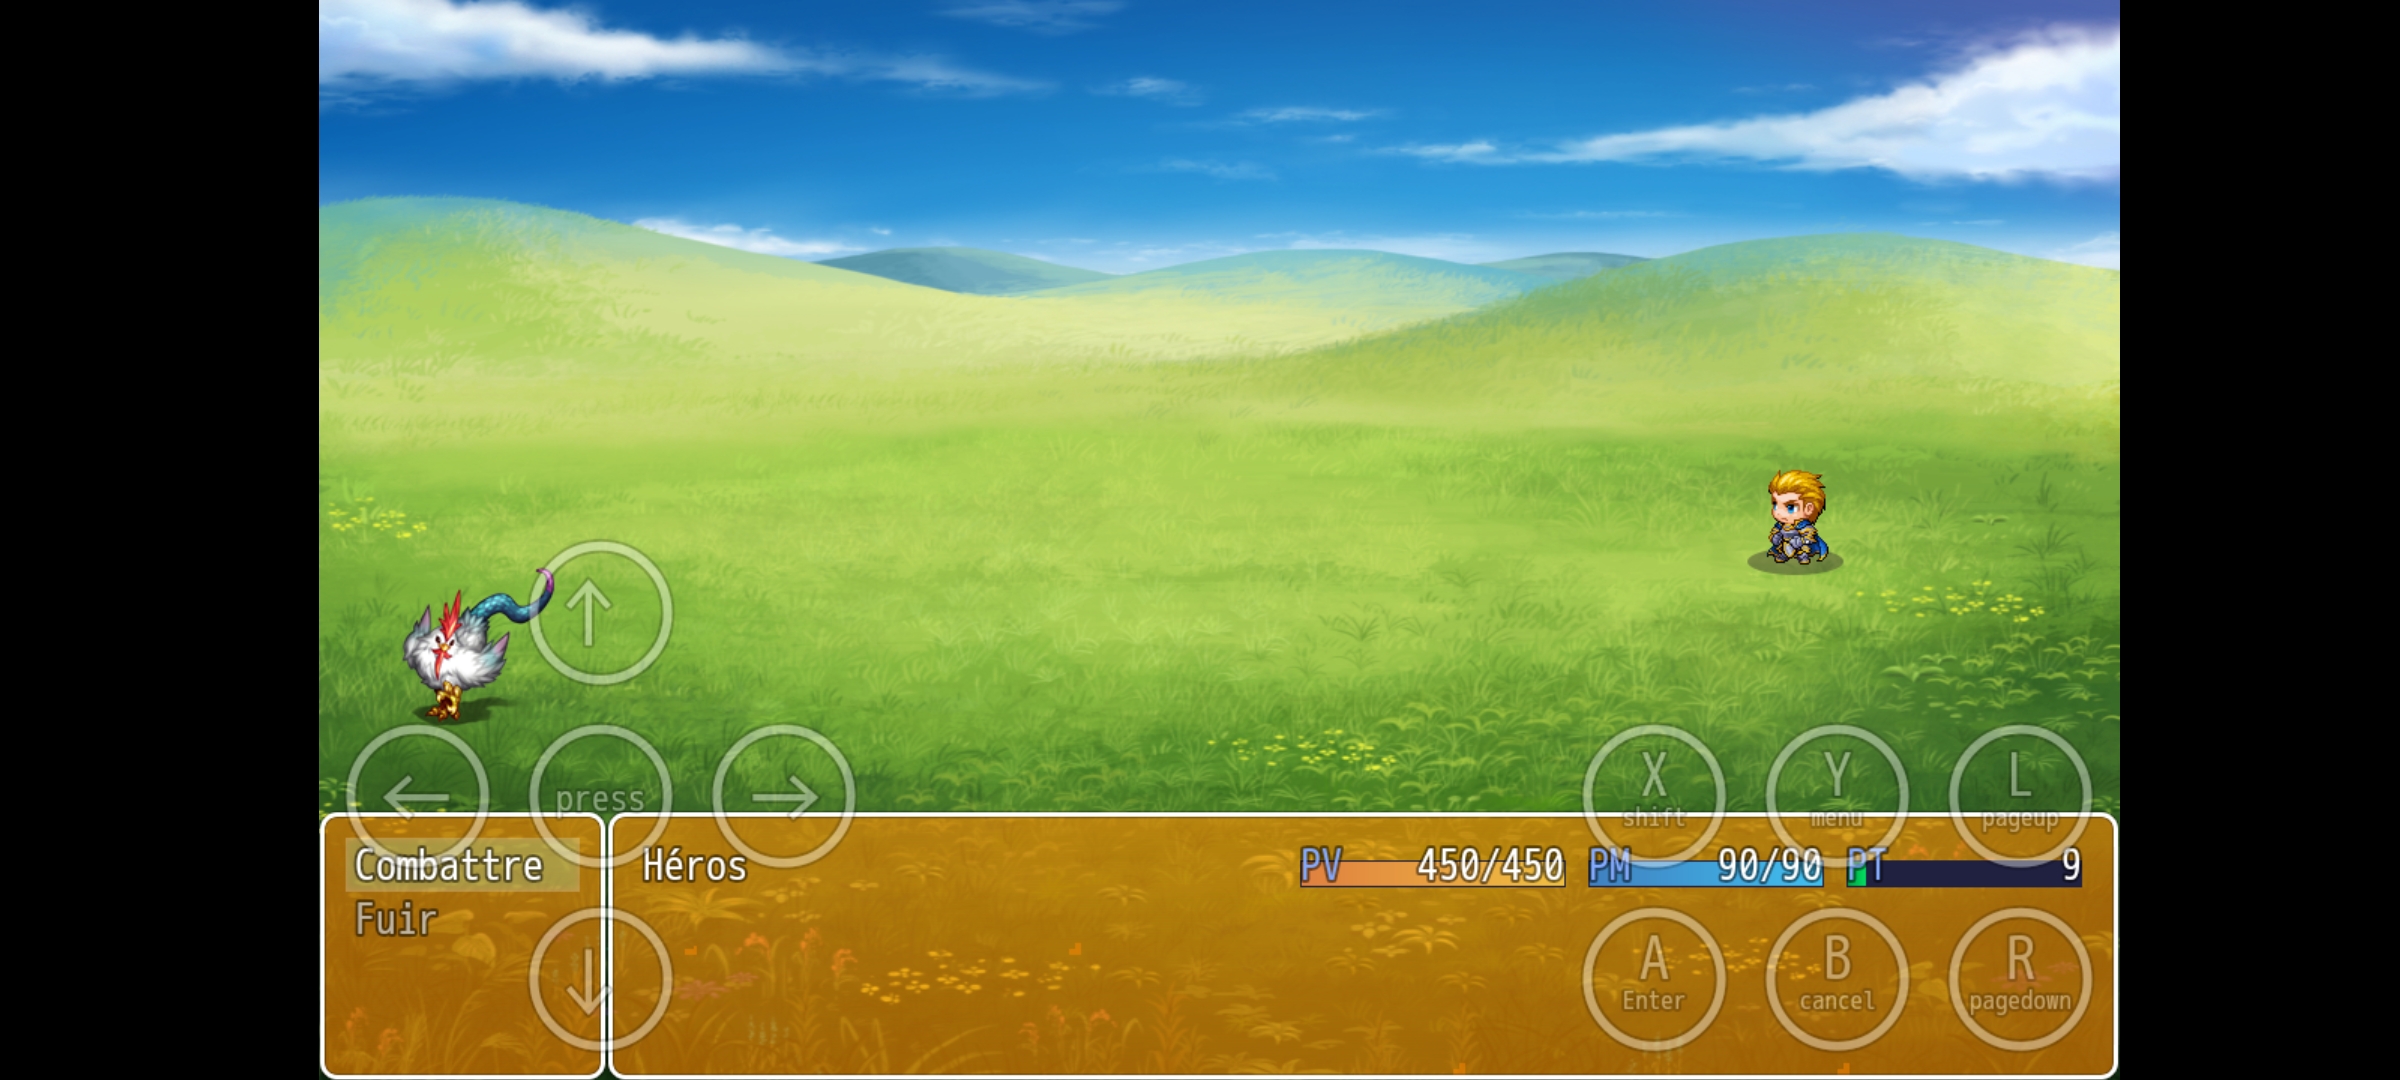 X
shift
Y
menu
L
pageup
press
Combattre
Fuir
Héros
PV 450/450 PM 90/90 PT 9
A
Enter
B
cancel
R
pagedown